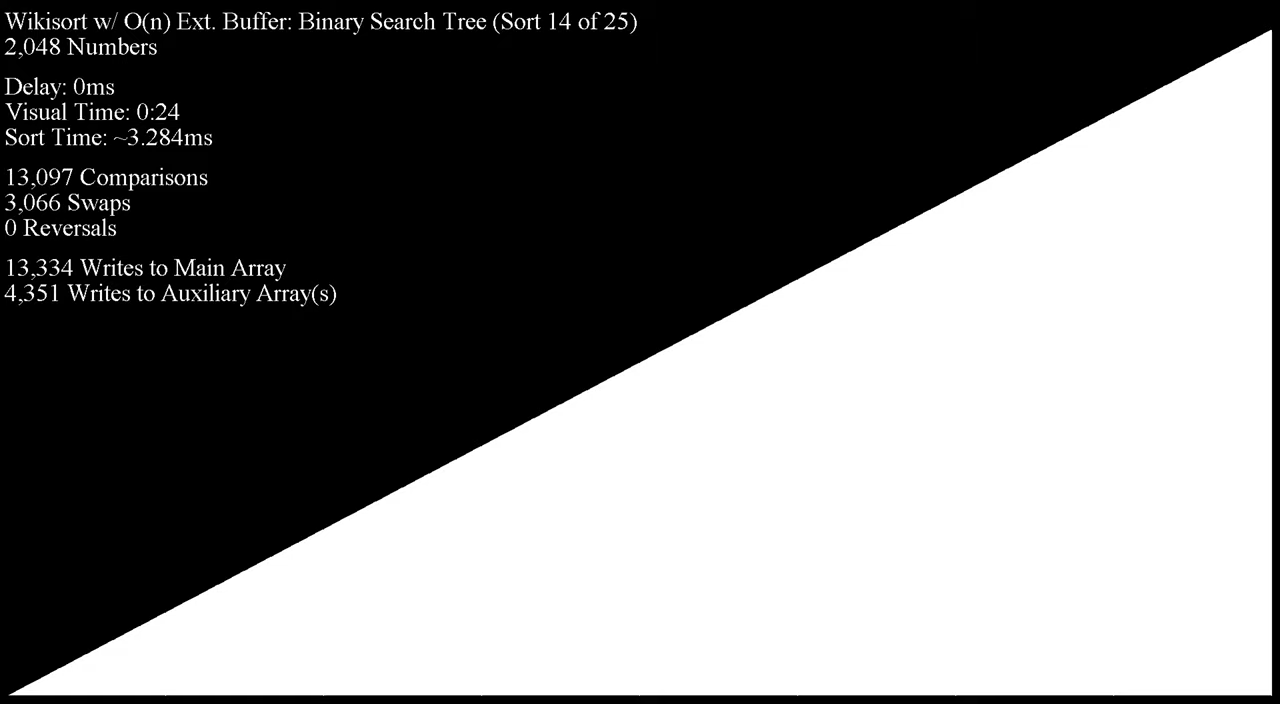 Wikisort w/ O(n) Ext. Buffer: Binary Search Tree (Sort 14 of 25)
2,048 Numbers
Delay: 0ms
Visual Time: 0:24
Sort Time: ~3.284ms
13,097 Comparisons
3,066 Swaps
0 Reversals
13,334 Writes to Main Array
4,351 Writes to Auxiliary Array(s)